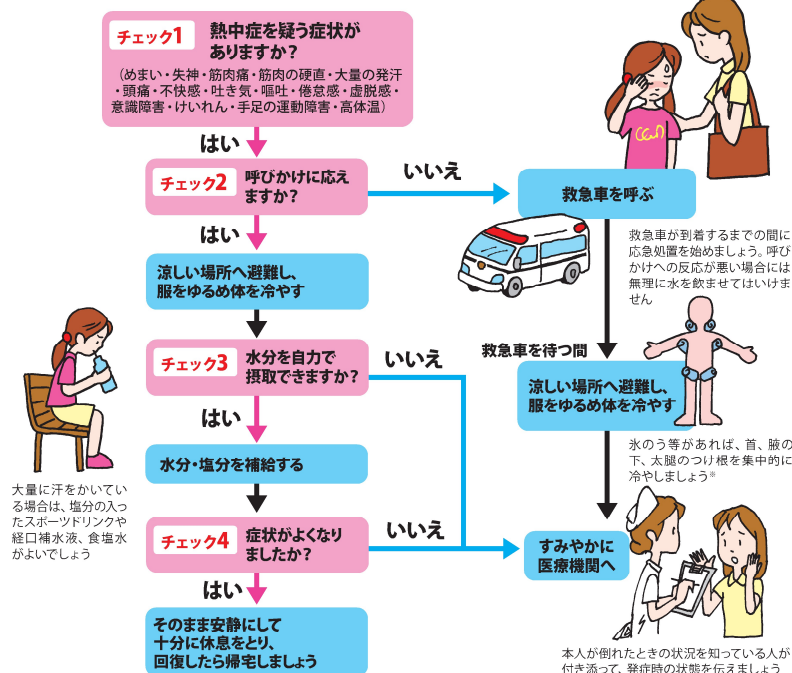 チェック1
熱中症を疑う症状が
ありますか？
（めまい・失神・筋肉痛・筋肉の硬直・大量の発汗
・頭痛・不快感・吐き気・嘔吐・倦怠感・虚脱感・
意識障害・けいれん・手足の運動障害・高体温）
はい
チェック2
呼びかけに応え
ますか？
いいえ
救急車を呼ぶ
救急車が到着するまでの間に
応急処置を始めましょう。呼び
かけへの反応が悪い場合には
無理に水を飲ませてはいけま
せん
はい
涼しい場所へ避難し、
服をゆるめ体を冷やす
チェック3
水分を自力で
摂取できますか？
いいえ
救急車を待つ間
涼しい場所へ避難し、
服をゆるめ体を冷やす
氷のう等があれば、首、腋の
下、太腿のつけ根を集中的に
冷やしましょう※
はい
水分・塩分を補給する
大量に汗をかいてい
る場合は、塩分の入っ
たスポーツドリンクや
経口補水液、食塩水
がよいでしょう
チェック4
症状がよくなり
ましたか？
いいえ
すみやかに
医療機関へ
はい
そのまま安静にして
十分に休息をとり、
回復したら帰宅しましょう
本人が倒れたときの状況を知っている人が
付き添って、発症時の状態を伝えましょう